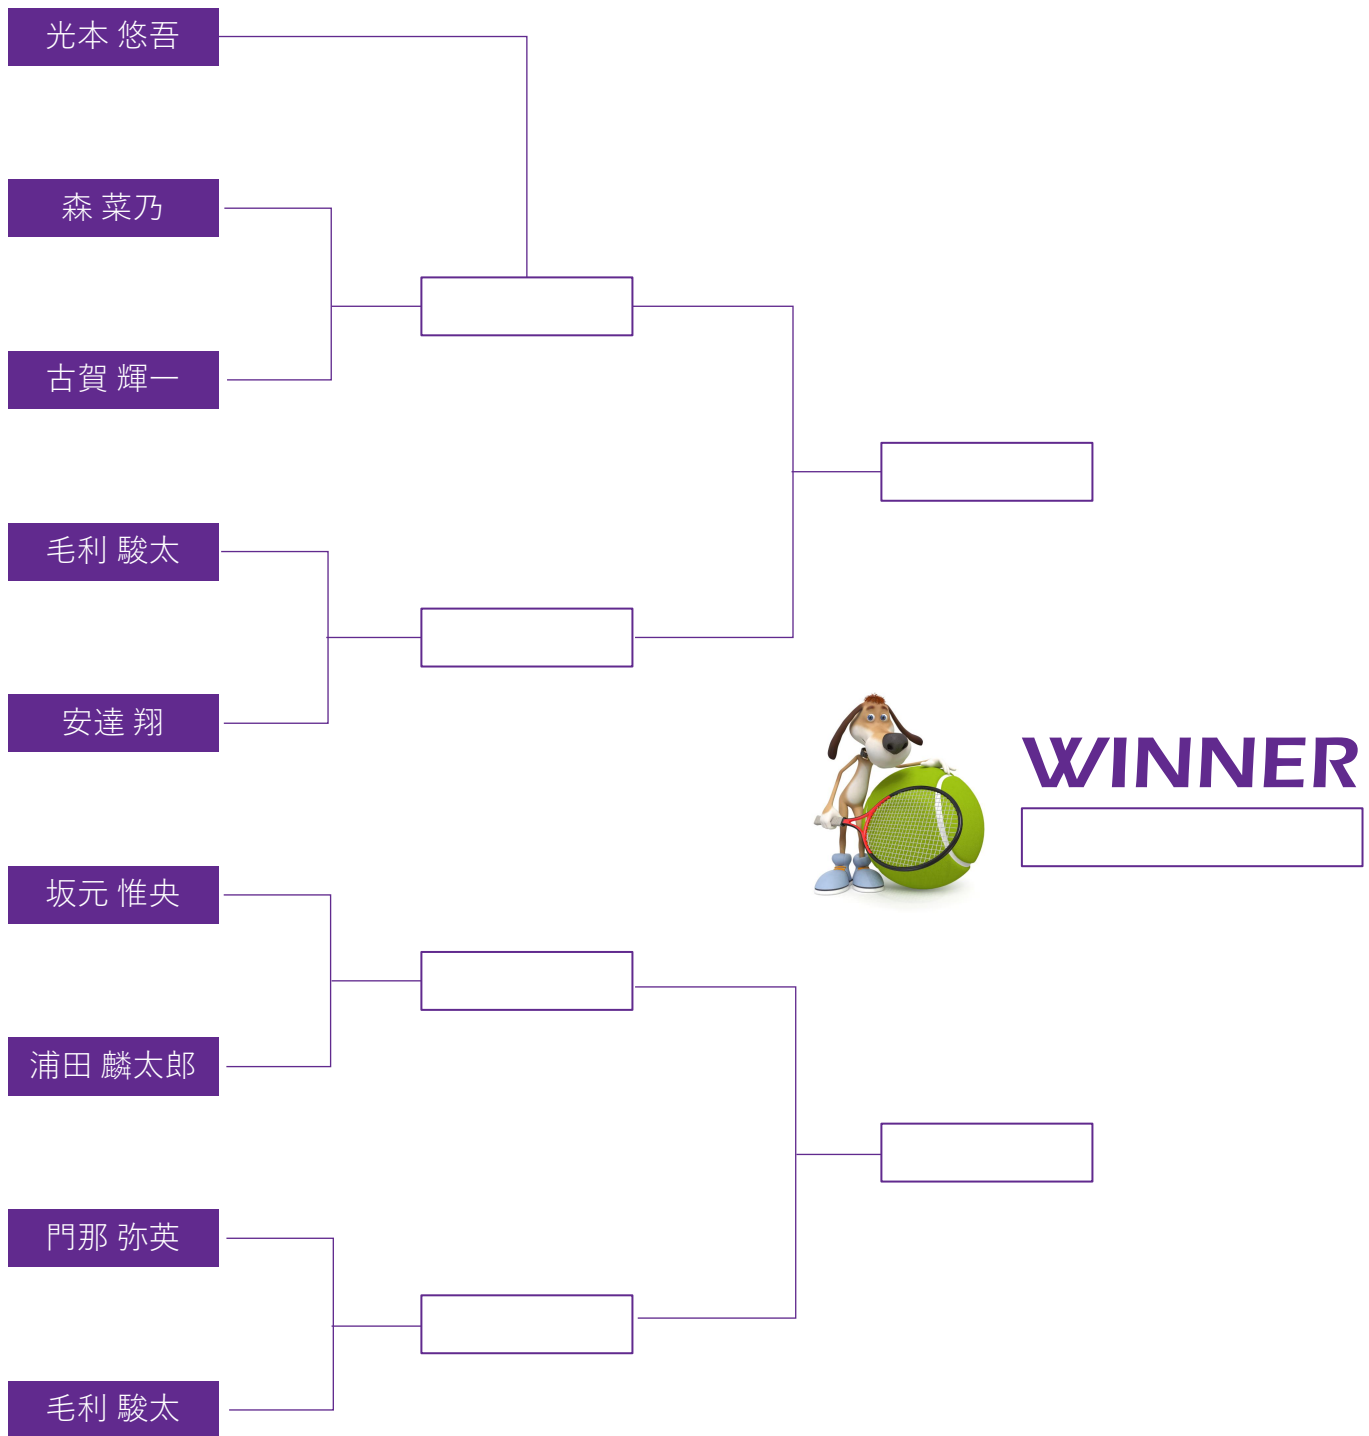 光本 悠吾
森 菜乃
古賀 輝一
毛利 駿太
安達 翔
WINNER
坂元 惟央
浦田 麟太郎
門那 弥英
毛利 駿太